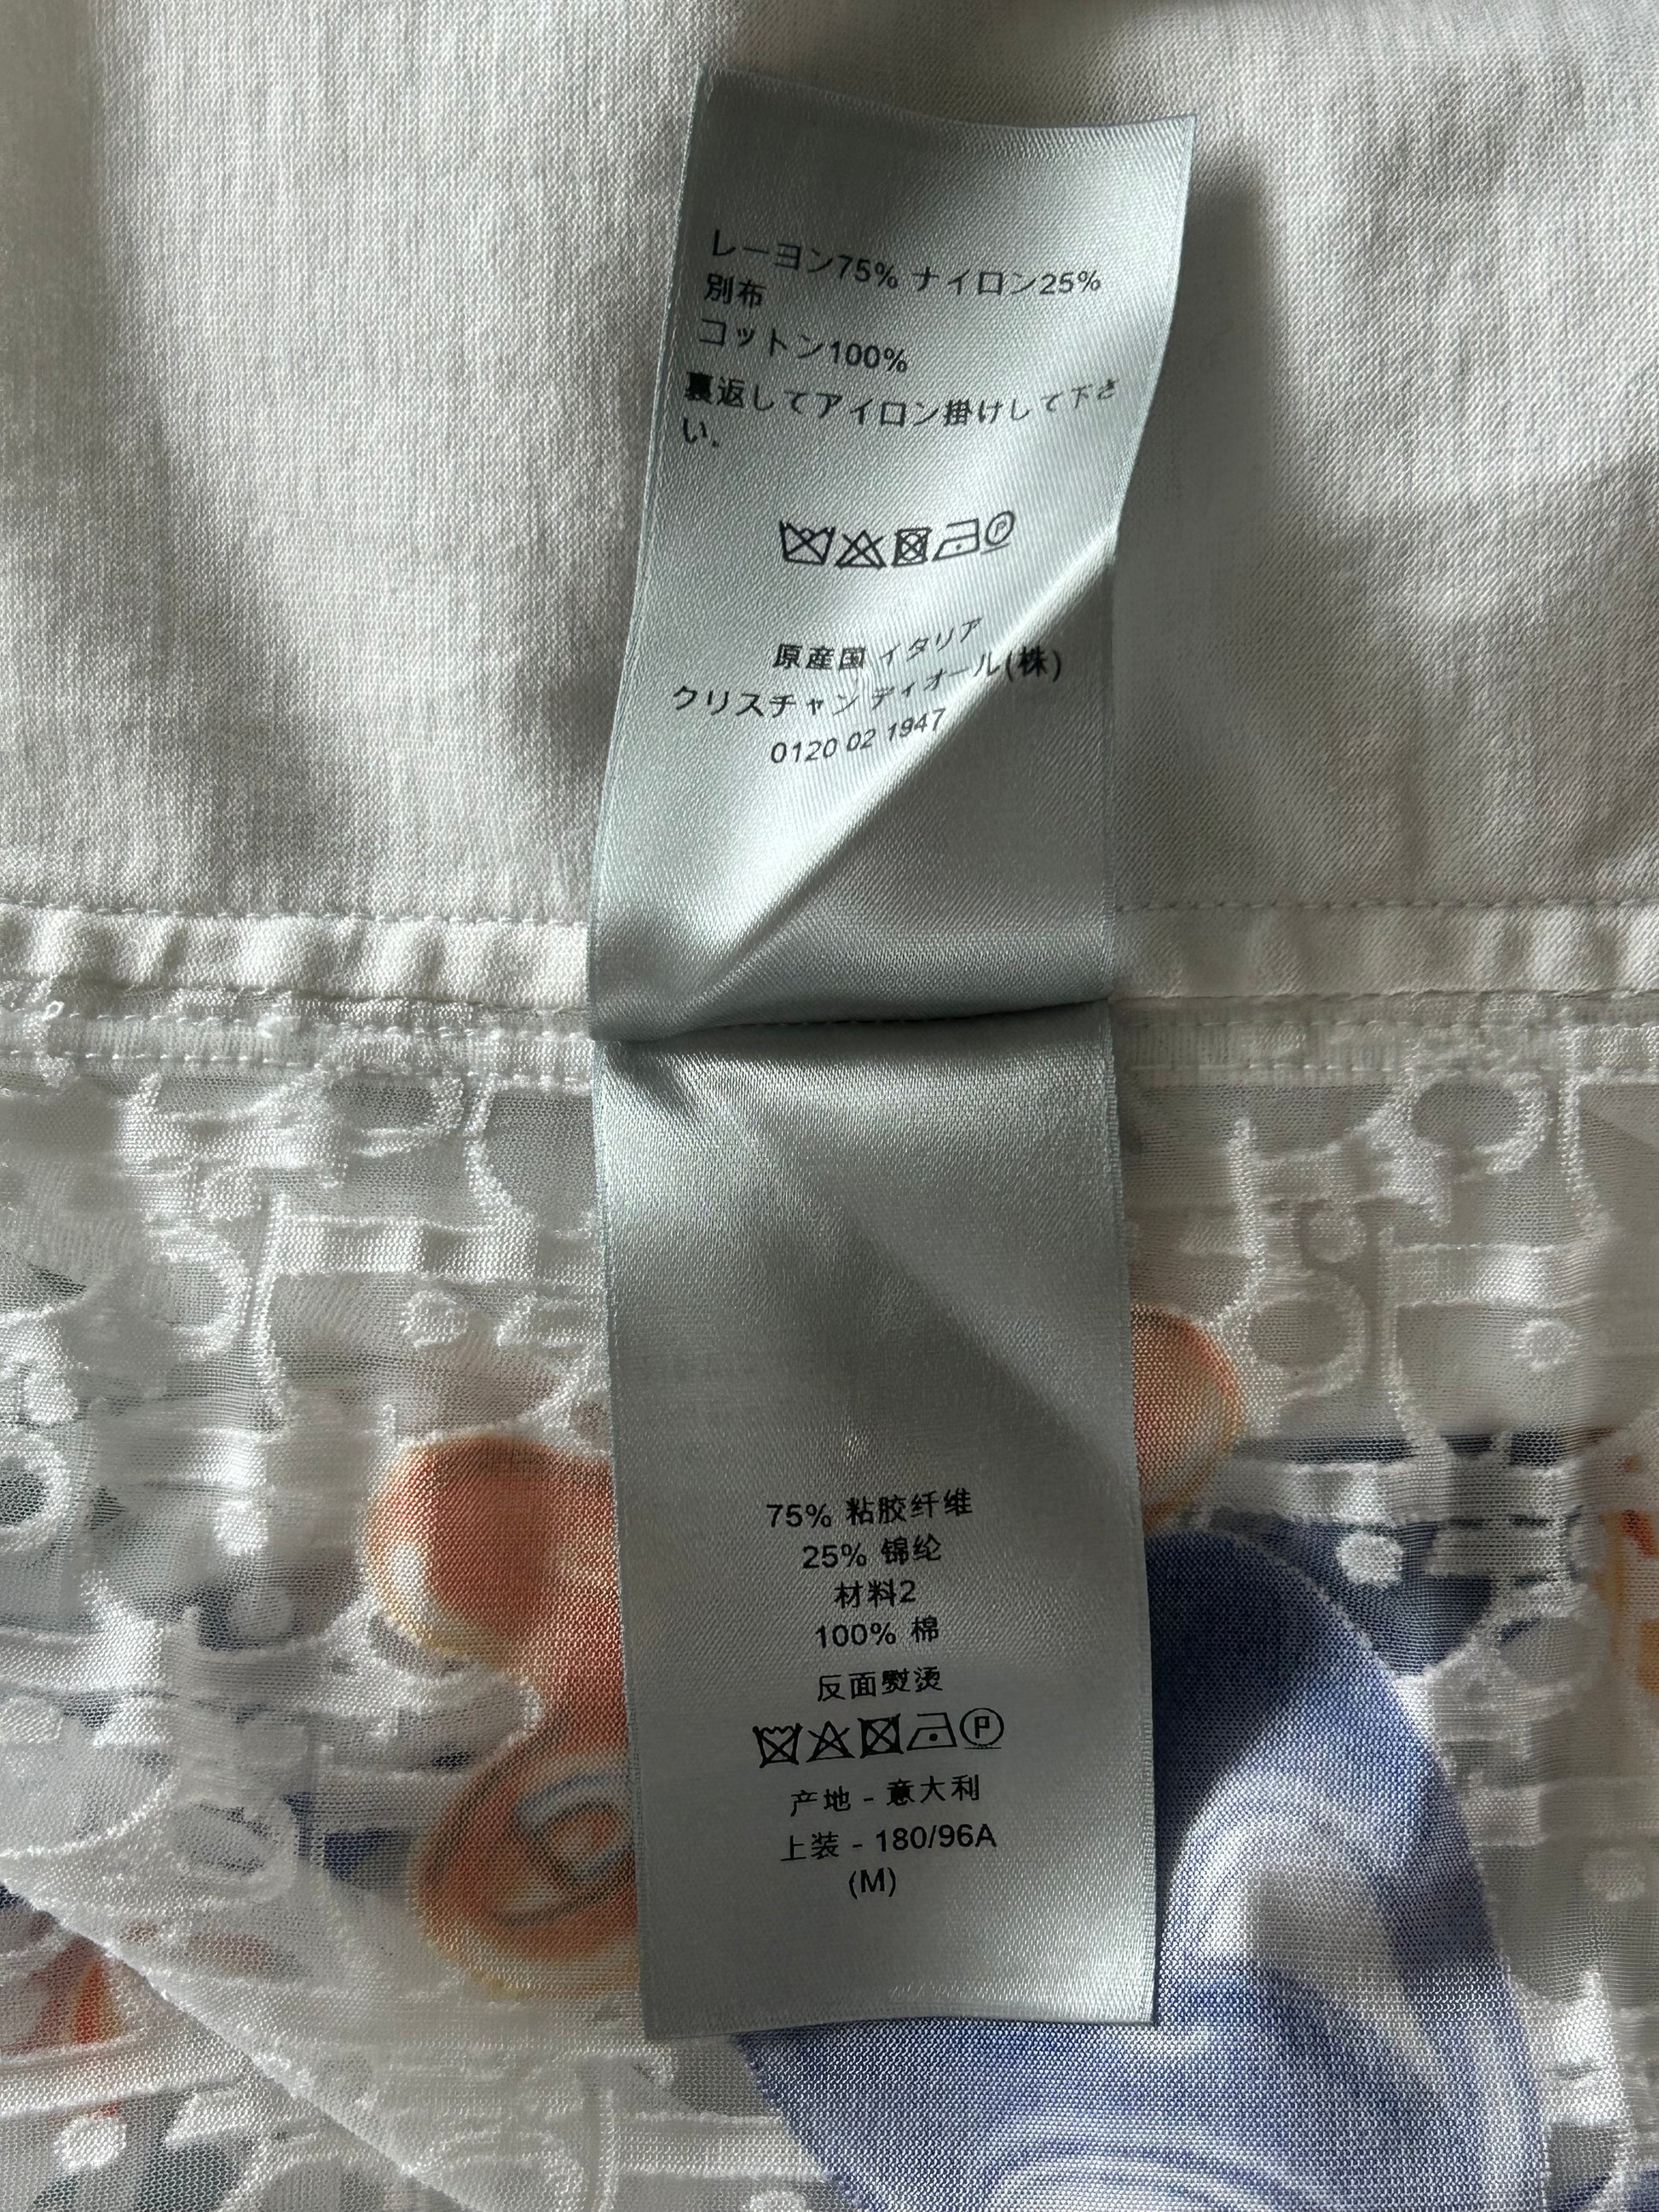 レーヨン75% ナイロン25%
別布
コットン100%
裏返してアイロン掛けして下さ
い。
P
原産国 イタリア
クリスチャン ディオール(株)
0120 02 1947
75% 粘胶纤维
25% 锦纶
材料2
100% 棉
反面熨烫
P
产地 - 意大利
上装 - 180/96A
(M)